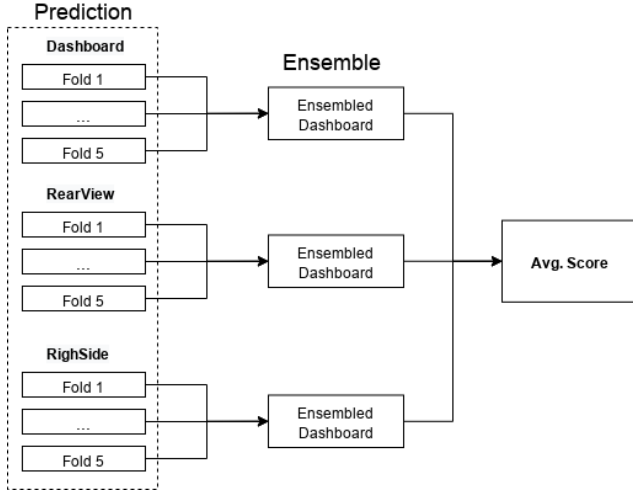 Prediction
Dashboard
Fold 1
...
Fold 5
RearView
Fold 1
...
Fold 5
RighSide
Fold 1
...
Fold 5
Ensemble
Ensembled
Dashboard
Ensembled
Dashboard
Ensembled
Dashboard
Avg. Score